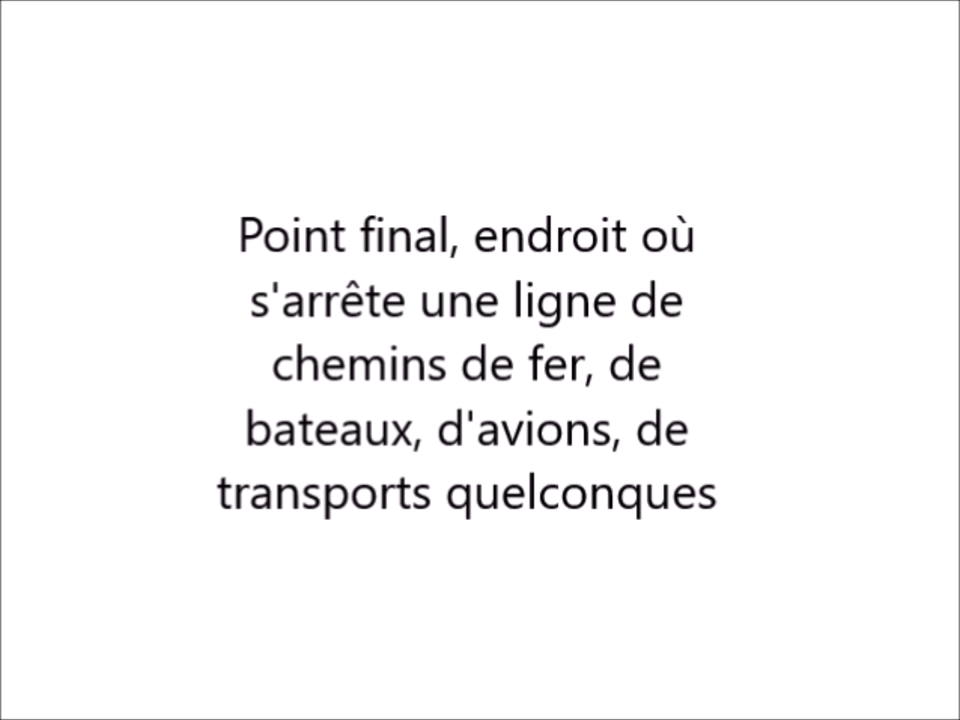 Point final, endroit où
s'arrête une ligne de
chemins de fer, de
bateaux, d'avions, de
transports quelconques